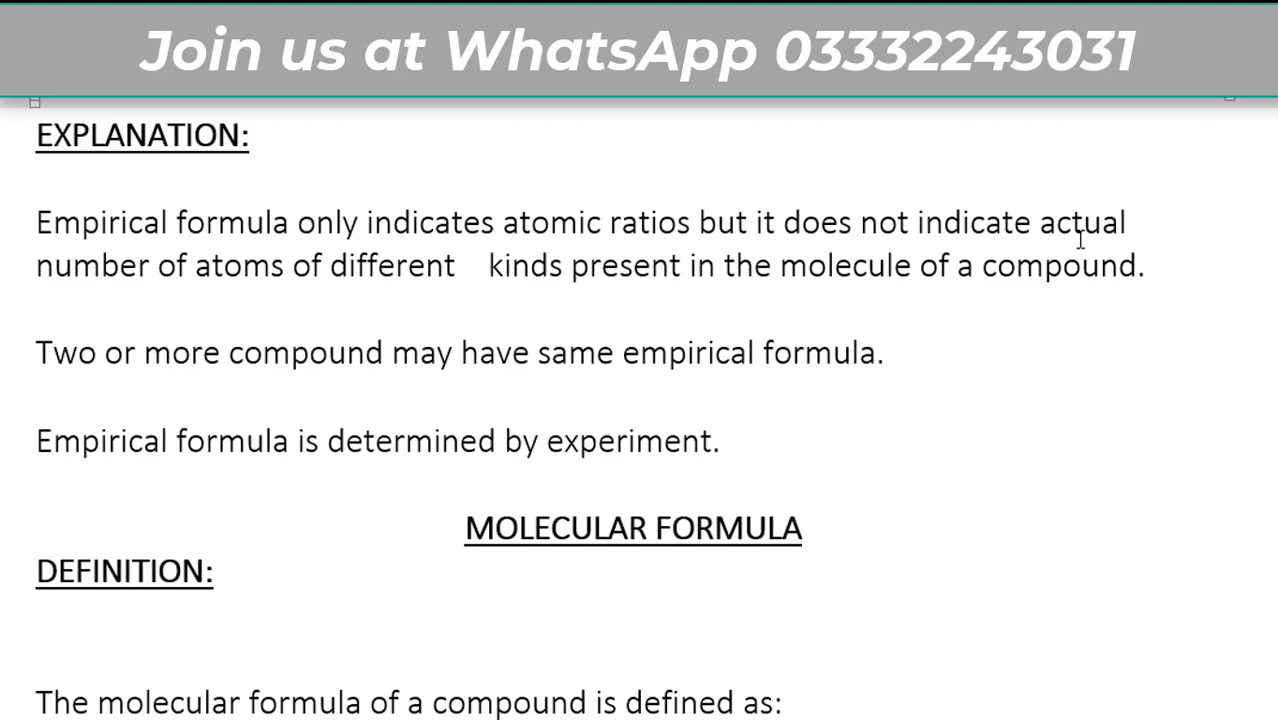 Join us at WhatsApp 03332243031
EXPLANATION:
Empirical formula only indicates atomic ratios but it does not indicate actual
number of atoms of different kinds present in the molecule of a compound.
Two or more compound may have same empirical formula.
Empirical formula is determined by experiment.
MOLECULAR FORMULA
DEFINITION:
The molecular formula of a compound is defined as: